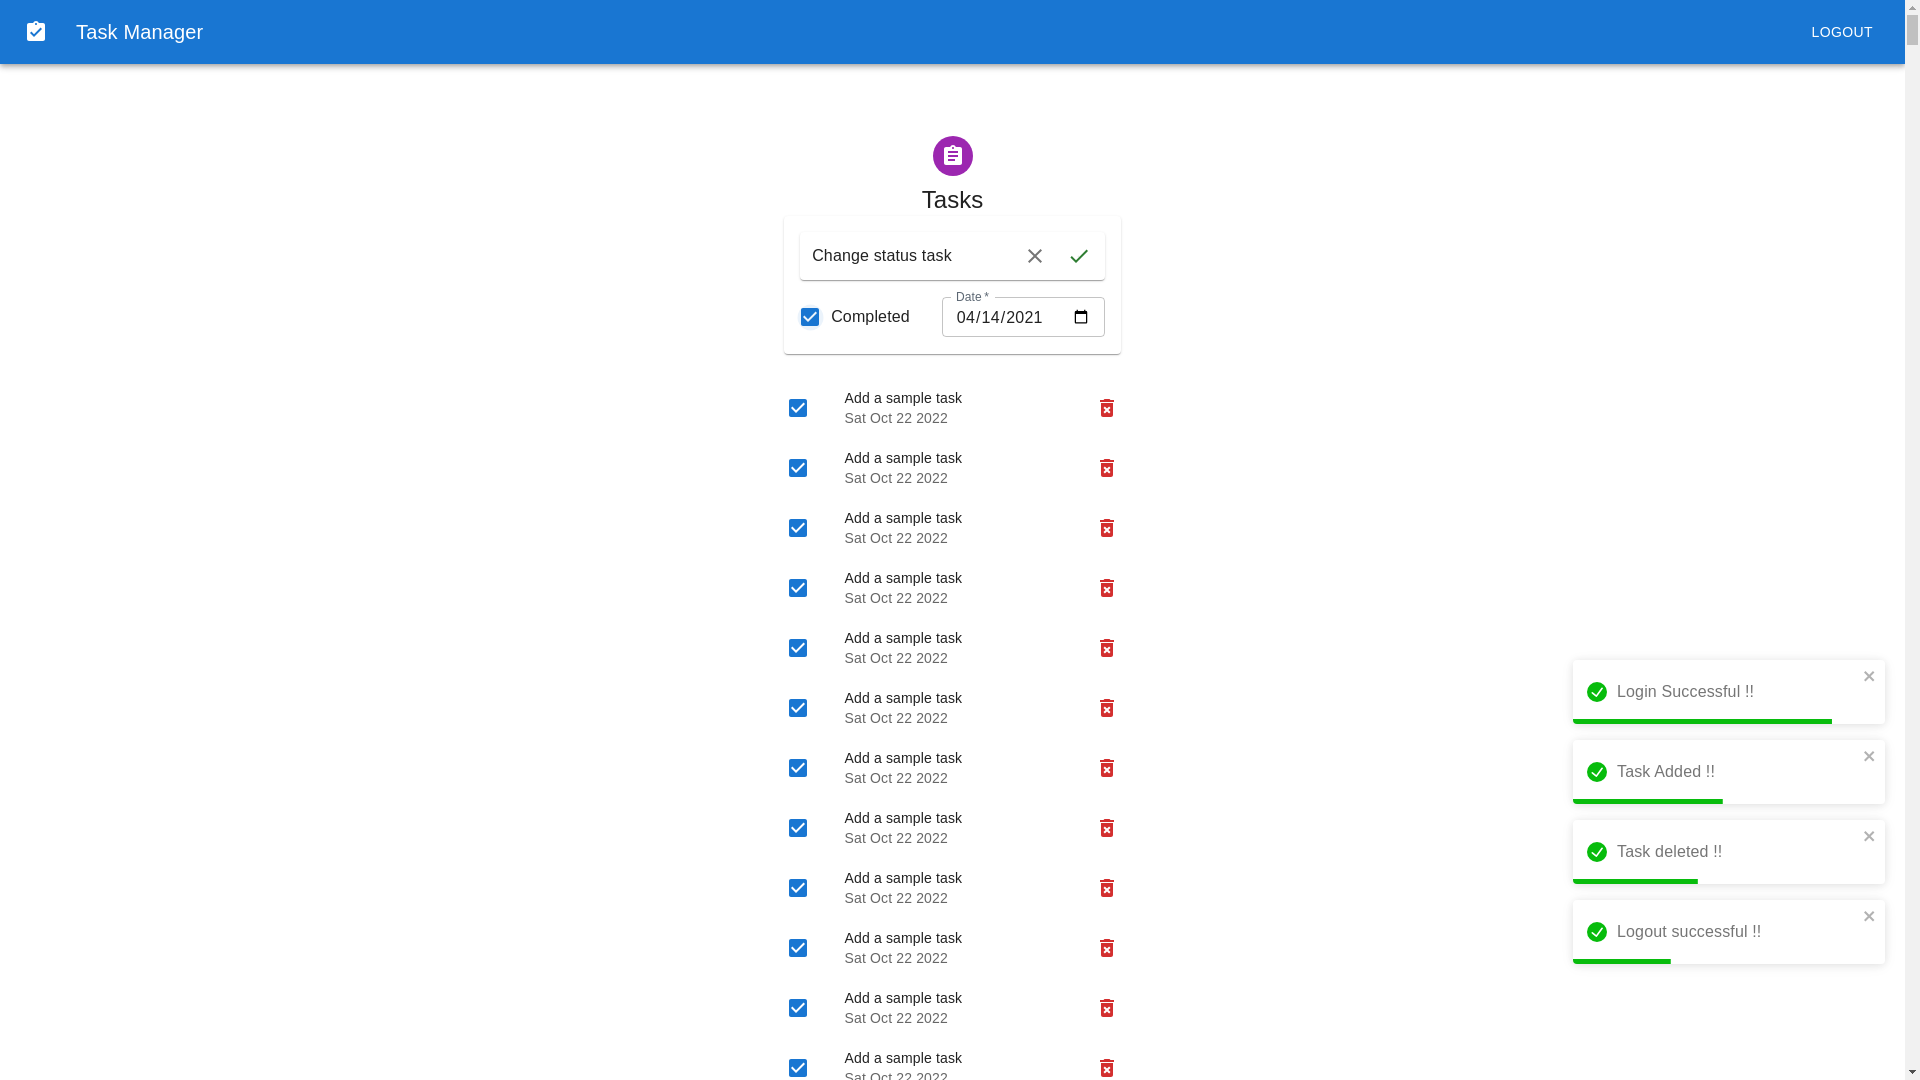 Task Manager
LOGOUT
Tasks
Change status task
Date *
Completed
04/14/2021
Add a sample task
Sat Oct 22 2022
Add a sample task
Sat Oct 22 2022
Add a sample task
Sat Oct 22 2022
Add a sample task
Sat Oct 22 2022
Add a sample task
Sat Oct 22 2022
Add a sample task
Sat Oct 22 2022
Add a sample task
Sat Oct 22 2022
Add a sample task
Sat Oct 22 2022
Add a sample task
Sat Oct 22 2022
Add a sample task
Sat Oct 22 2022
Add a sample task
Sat Oct 22 2022
Add a sample task
Sat Oct 22 2022
Login Successful !!
Task Added !!
Task deleted !!
Logout successful !!